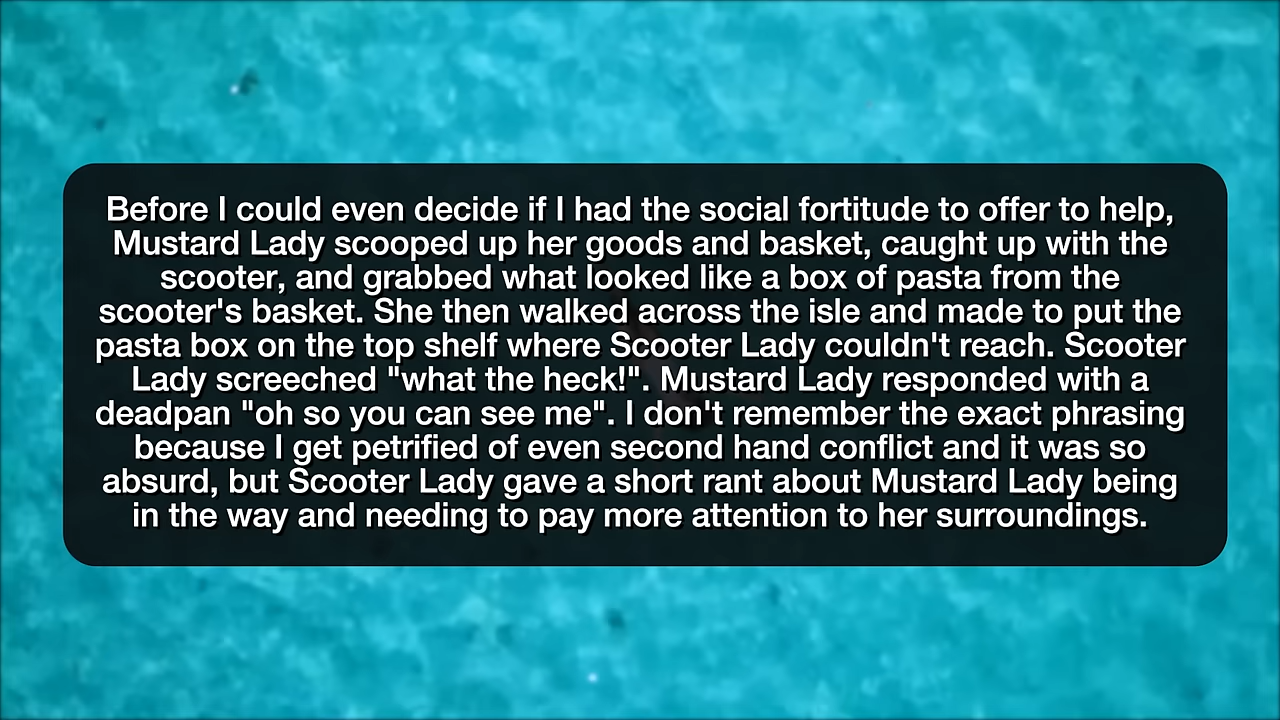 Before I could even decide if I had the social fortitude to offer to help,
Mustard Lady scooped up her goods and basket, caught up with the
scooter, and grabbed what looked like a box of pasta from the
scooter's basket. She then walked across the isle and made to put the
pasta box on the top shelf where Scooter Lady couldn't reach. Scooter
Lady screeched "what the heck!". Mustard Lady responded with a
deadpan "oh so you can see me". I don't remember the exact phrasing
because I get petrified of even second hand conflict and it was so
absurd, but Scooter Lady gave a short rant about Mustard Lady being
in the way and needing to pay more attention to her surroundings.